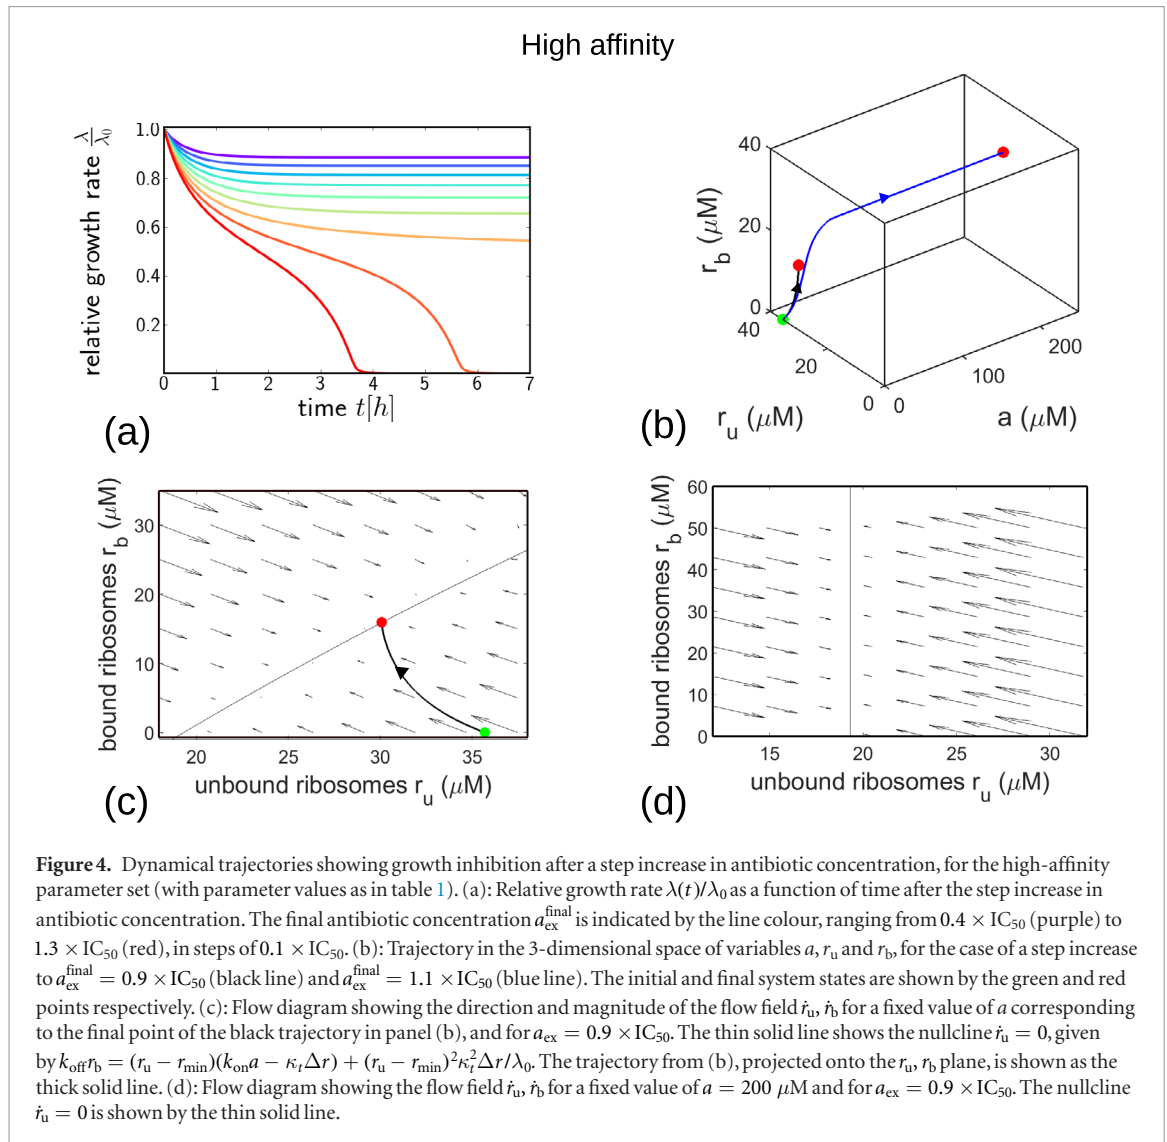 High affinity
relative growth rate λ/λ0
1.0
0.8
0.6
0.4
0.2
0 1 2 3 4 5 6 7
time t[h]
(a)
r_b (μM)
40
20
0
40
20
0
r_u (μM)
0
100
200
a (μM)
(b)
bound ribosomes r_b (μM)
30
20
10
0
20 25 30 35
unbound ribosomes r_u (μM)
(c)
bound ribosomes r_b (μM)
60
50
40
30
20
10
0
15 20 25 30
unbound ribosomes r_u (μM)
(d)
Figure 4. Dynamical trajectories showing growth inhibition after a step increase in antibiotic concentration, for the high-affinity
parameter set (with parameter values as in table 1). (a): Relative growth rate λ(t)/λ0 as a function of time after the step increase in
antibiotic concentration. The final antibiotic concentration a_ex^final is indicated by the line colour, ranging from 0.4 × IC50 (purple) to
1.3 × IC50 (red), in steps of 0.1 × IC50. (b): Trajectory in the 3-dimensional space of variables a, r_u and r_b, for the case of a step increase
to a_ex^final = 0.9 × IC50 (black line) and a_ex^final = 1.1 × IC50 (blue line). The initial and final system states are shown by the green and red
points respectively. (c): Flow diagram showing the direction and magnitude of the flow field ṙ_u, ṙ_b for a fixed value of a corresponding
to the final point of the black trajectory in panel (b), and for a_ex = 0.9 × IC50. The thin solid line shows the nullcline ṙ_u = 0, given
by k_off r_b = (r_u − r_min)(k_on a − κ_t Δr) + (r_u − r_min)²κ_t²Δr/λ0. The trajectory from (b), projected onto the r_u, r_b plane, is shown as the
thick solid line. (d): Flow diagram showing the flow field ṙ_u, ṙ_b for a fixed value of a = 200 μM and for a_ex = 0.9 × IC50. The nullcline
ṙ_u = 0 is shown by the thin solid line.